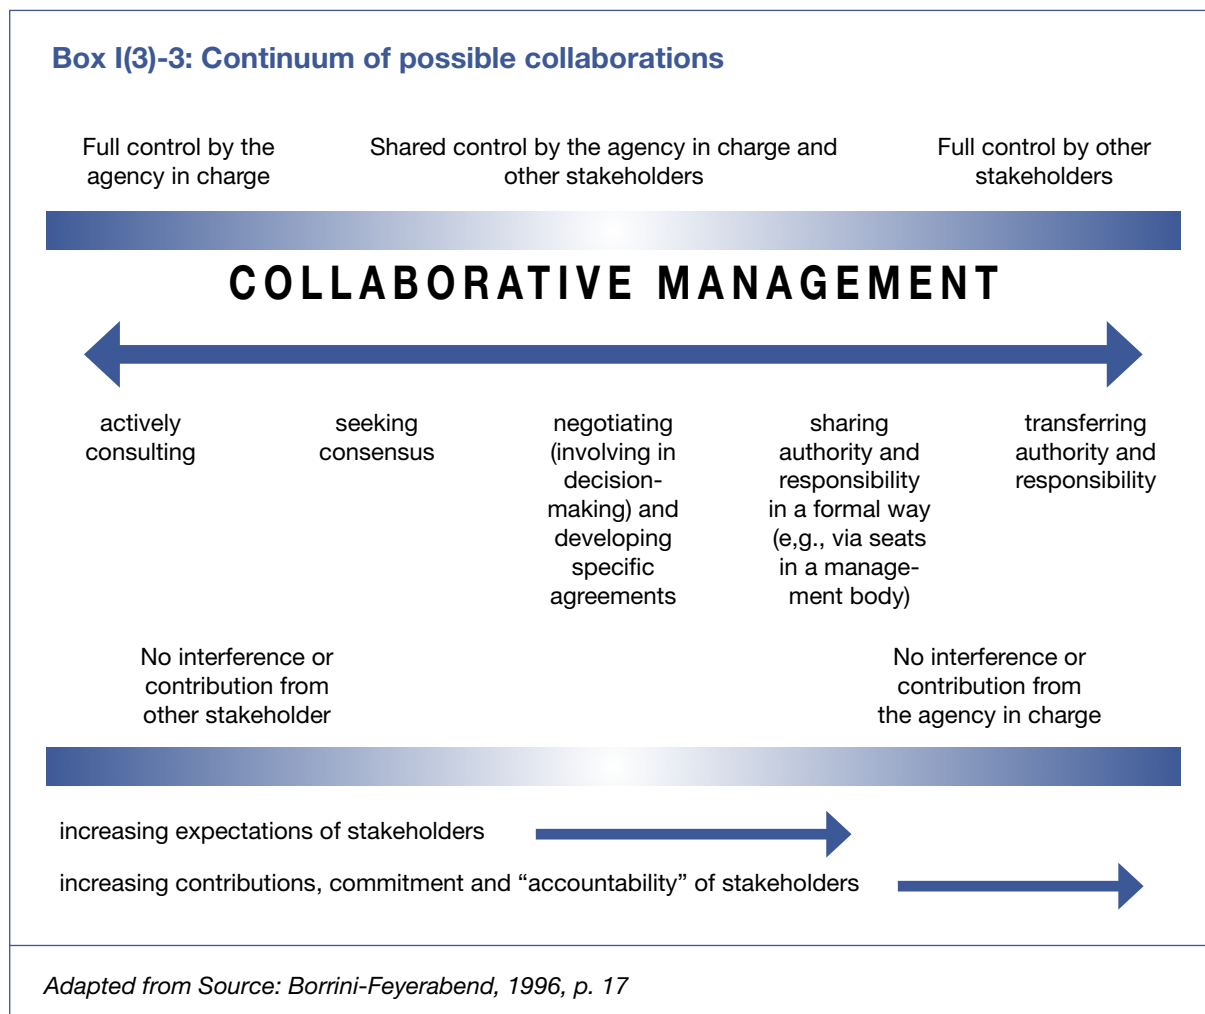 Box I(3)-3: Continuum of possible collaborations
Full control by the
agency in charge
Shared control by the agency in charge and
other stakeholders
Full control by other
stakeholders
COLLABORATIVE MANAGEMENT
actively
consulting
seeking
consensus
negotiating
(involving in
decision-
making) and
developing
specific
agreements
sharing
authority and
responsibility
in a formal way
(e,g., via seats
in a manage-
ment body)
transferring
authority and
responsibility
No interference or
contribution from
other stakeholder
No interference or
contribution from
the agency in charge
increasing expectations of stakeholders
increasing contributions, commitment and “accountability” of stakeholders
Adapted from Source: Borrini-Feyerabend, 1996, p. 17